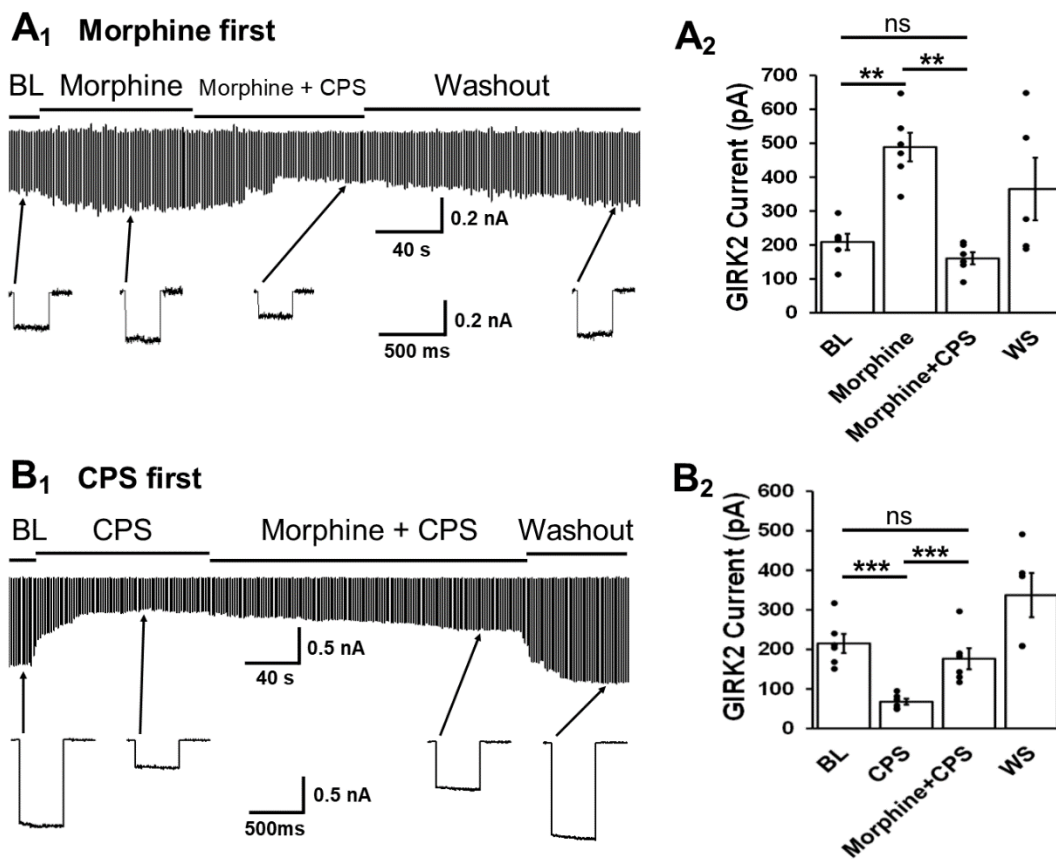 A1 Morphine first
BL Morphine Morphine + CPS Washout
0.2 nA
40 s
0.2 nA
500 ms
A2
ns
** **
GIRK2 Current (pA)
700
600
500
400
300
200
100
0
BL Morphine Morphine+CPS WS
B1 CPS first
BL CPS Morphine + CPS Washout
0.5 nA
40 s
0.5 nA
500ms
B2
ns
*** ***
GIRK2 Current (pA)
600
500
400
300
200
100
0
BL CPS Morphine+CPS WS